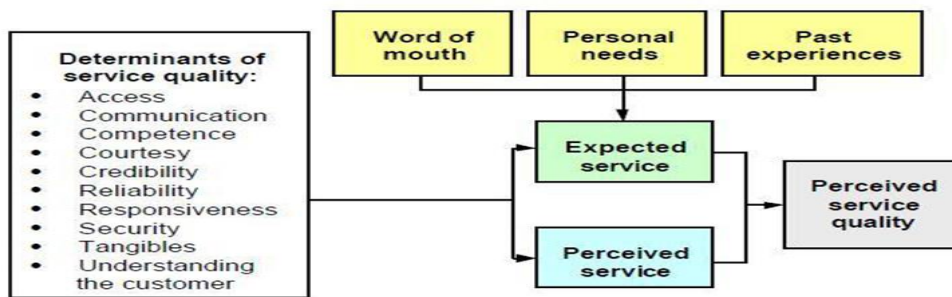 Determinants of
service quality:
• Access
• Communication
• Competence
• Courtesy
• Credibility
• Reliability
• Responsiveness
• Security
• Tangibles
• Understanding
the customer
Word of
mouth
Personal
needs
Past
experiences
Expected
service
Perceived
service
Perceived
service
quality